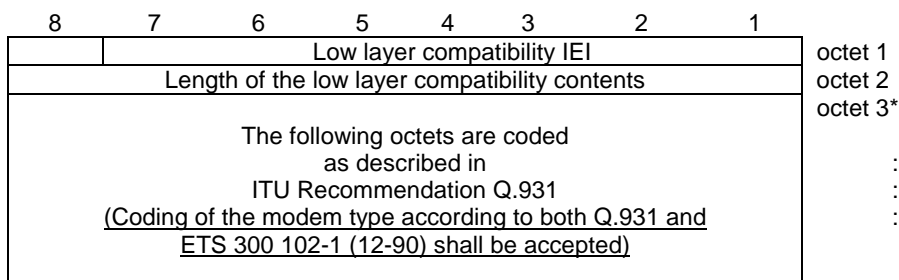 8 7 6 5 4 3 2 1
Low layer compatibility IEI octet 1
Length of the low layer compatibility contents octet 2
octet 3*
The following octets are coded
as described in :
ITU Recommendation Q.931 :
(Coding of the modem type according to both Q.931 and :
ETS 300 102-1 (12-90) shall be accepted)